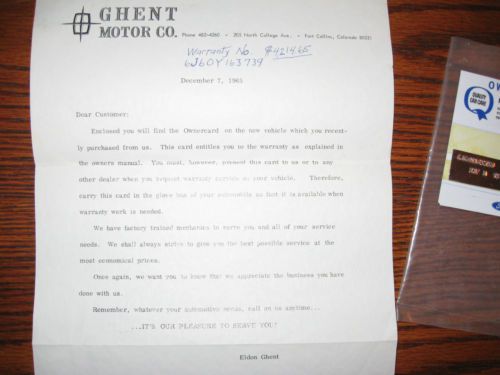 GHENT
MOTOR CO. Phone 482-4260 • 205 North College Ave. • Fort Collins, Colorado 80521
Warranty No. $4214.65
6J60Y163739
December 7, 1965
Dear Customer:
Enclosed you will find the Ownercard on the new vehicle which you recent-
ly purchased from us. This card entitles you to the warranty as explained in
the owners manual. You must, however, present this card to us or to any
other dealer when you request warranty service on your vehicle. Therefore,
carry this card in the glove box of your automobile so that it is available when
warranty work is needed.
We have factory trained mechanics to serve you and all of your service
needs. We shall always strive to give you the best possible service at the
most economical prices.
Once again, we want you to know that we appreciate the business you have
done with us.
Remember, whatever your automotive needs, call on us anytime...
...IT'S OUR PLEASURE TO SERVE YOU!
Eldon Ghent
OW
QUALITY
CAR CARE